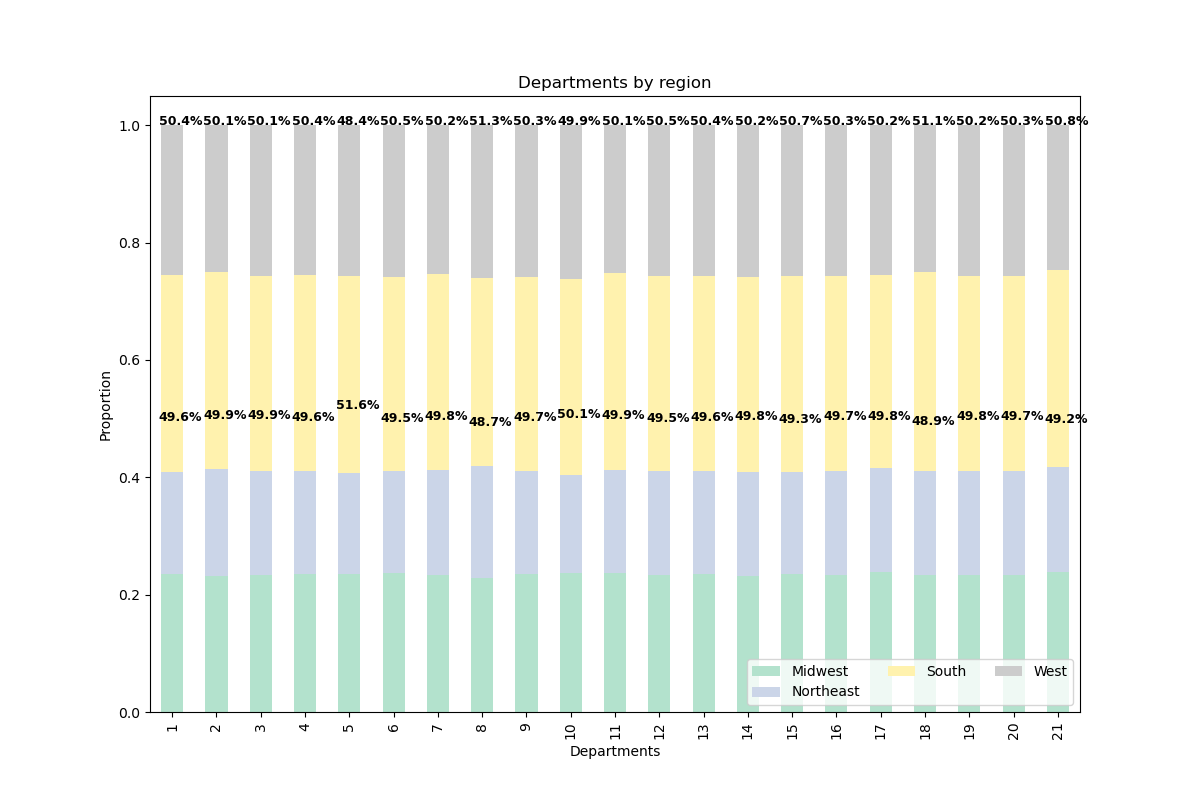 Departments by region
50.4% 50.1% 50.1% 50.4% 48.4% 50.5% 50.2% 51.3% 50.3% 49.9% 50.1% 50.5% 50.4% 50.2% 50.7% 50.3% 50.2% 51.1% 50.2% 50.3% 50.8%
1.0
0.8
0.6
49.6% 49.9% 49.9% 49.6% 51.6% 49.5% 49.8% 48.7% 49.7% 50.1% 49.9% 49.5% 49.6% 49.8% 49.3% 49.7% 49.8% 48.9% 49.8% 49.7% 49.2%
Proportion
0.4
0.2
0.0
Midwest South West
Northeast
1 2 3 4 5 6 7 8 9 10 11 12 13 14 15 16 17 18 19 20 21
Departments